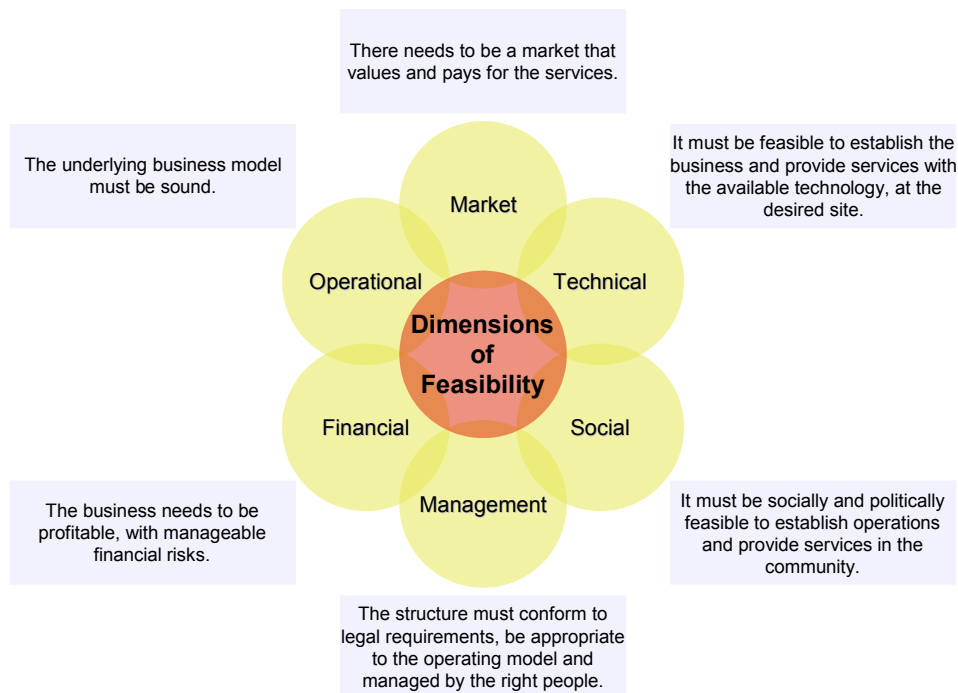 There needs to be a market that
values and pays for the services.
The underlying business model
must be sound.
It must be feasible to establish the
business and provide services with
the available technology, at the
desired site.
Market
Operational
Technical
Dimensions
of
Feasibility
Financial
Social
Management
The business needs to be
profitable, with manageable
financial risks.
It must be socially and politically
feasible to establish operations
and provide services in the
community.
The structure must conform to
legal requirements, be appropriate
to the operating model and
managed by the right people.